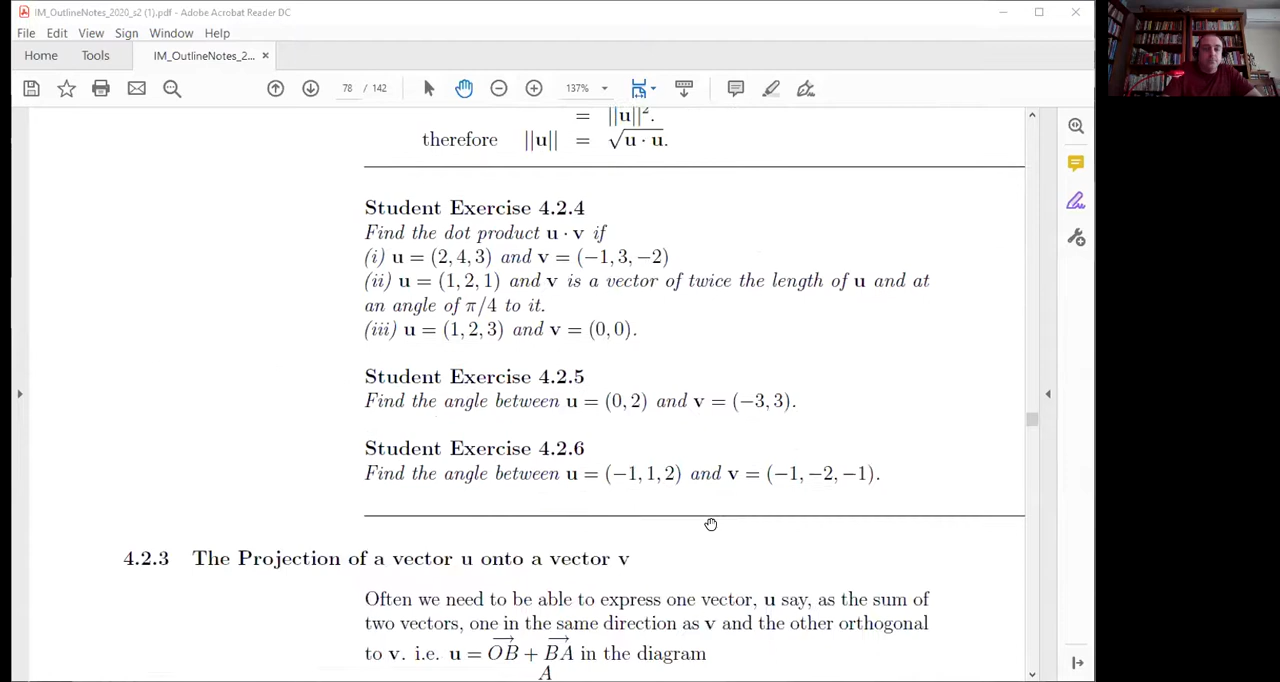 IM_OutlineNotes_2020_s2 (1).pdf - Adobe Acrobat Reader DC
File Edit View Sign Window Help
Home Tools IM_OutlineNotes_2... ×
78 / 142 137%
= ||u||².
therefore ||u|| = √u · u.
Student Exercise 4.2.4
Find the dot product u · v if
(i) u = (2, 4, 3) and v = (−1, 3, −2)
(ii) u = (1, 2, 1) and v is a vector of twice the length of u and at
an angle of π/4 to it.
(iii) u = (1, 2, 3) and v = (0, 0).
Student Exercise 4.2.5
Find the angle between u = (0, 2) and v = (−3, 3).
Student Exercise 4.2.6
Find the angle between u = (−1, 1, 2) and v = (−1, −2, −1).
4.2.3 The Projection of a vector u onto a vector v
Often we need to be able to express one vector, u say, as the sum of
two vectors, one in the same direction as v and the other orthogonal
to v. i.e. u = OB→ + BA→ in the diagram
A